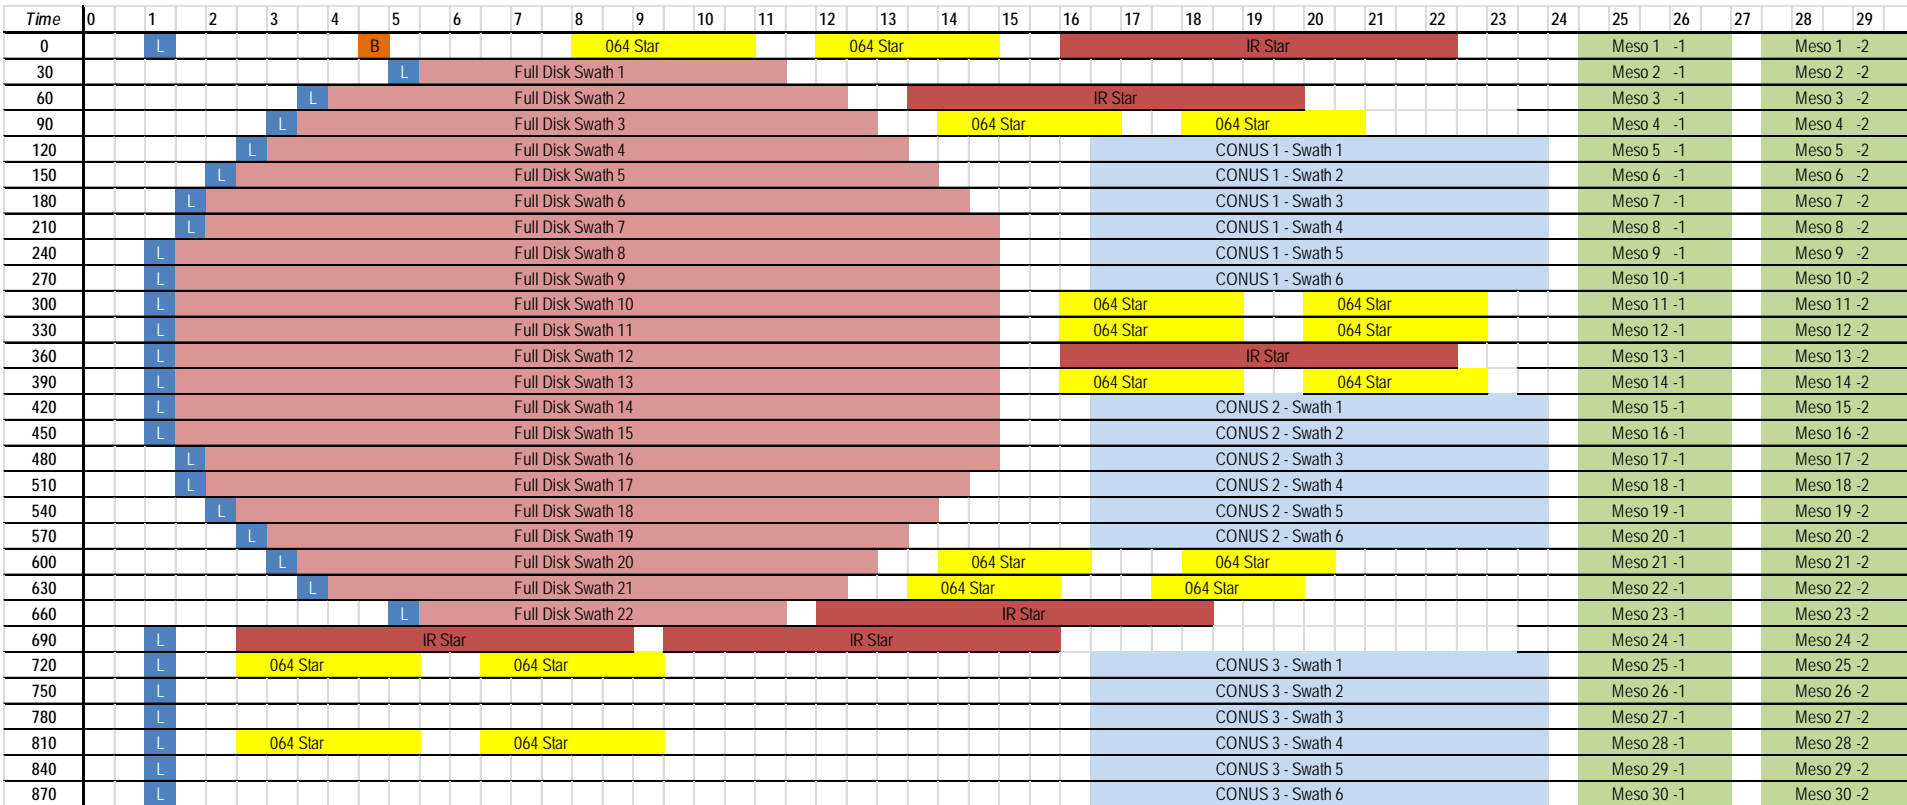 Time 0 1 2 3 4 5 6 7 8 9 10 11 12 13 14 15 16 17 18 19 20 21 22 23 24 25 26 27 28 29
0 L B 064 Star 064 Star IR Star Meso 1 -1 Meso 1 -2
30 L Full Disk Swath 1 Meso 2 -1 Meso 2 -2
60 L Full Disk Swath 2 IR Star Meso 3 -1 Meso 3 -2
90 L Full Disk Swath 3 064 Star 064 Star Meso 4 -1 Meso 4 -2
120 L Full Disk Swath 4 CONUS 1 - Swath 1 Meso 5 -1 Meso 5 -2
150 L Full Disk Swath 5 CONUS 1 - Swath 2 Meso 6 -1 Meso 6 -2
180 L Full Disk Swath 6 CONUS 1 - Swath 3 Meso 7 -1 Meso 7 -2
210 L Full Disk Swath 7 CONUS 1 - Swath 4 Meso 8 -1 Meso 8 -2
240 L Full Disk Swath 8 CONUS 1 - Swath 5 Meso 9 -1 Meso 9 -2
270 L Full Disk Swath 9 CONUS 1 - Swath 6 Meso 10 -1 Meso 10 -2
300 L Full Disk Swath 10 064 Star 064 Star Meso 11 -1 Meso 11 -2
330 L Full Disk Swath 11 064 Star 064 Star Meso 12 -1 Meso 12 -2
360 L Full Disk Swath 12 IR Star Meso 13 -1 Meso 13 -2
390 L Full Disk Swath 13 064 Star 064 Star Meso 14 -1 Meso 14 -2
420 L Full Disk Swath 14 CONUS 2 - Swath 1 Meso 15 -1 Meso 15 -2
450 L Full Disk Swath 15 CONUS 2 - Swath 2 Meso 16 -1 Meso 16 -2
480 L Full Disk Swath 16 CONUS 2 - Swath 3 Meso 17 -1 Meso 17 -2
510 L Full Disk Swath 17 CONUS 2 - Swath 4 Meso 18 -1 Meso 18 -2
540 L Full Disk Swath 18 CONUS 2 - Swath 5 Meso 19 -1 Meso 19 -2
570 L Full Disk Swath 19 CONUS 2 - Swath 6 Meso 20 -1 Meso 20 -2
600 L Full Disk Swath 20 064 Star 064 Star Meso 21 -1 Meso 21 -2
630 L Full Disk Swath 21 064 Star 064 Star Meso 22 -1 Meso 22 -2
660 L Full Disk Swath 22 IR Star Meso 23 -1 Meso 23 -2
690 L IR Star IR Star Meso 24 -1 Meso 24 -2
720 L 064 Star 064 Star CONUS 3 - Swath 1 Meso 25 -1 Meso 25 -2
750 L CONUS 3 - Swath 2 Meso 26 -1 Meso 26 -2
780 L CONUS 3 - Swath 3 Meso 27 -1 Meso 27 -2
810 L 064 Star 064 Star CONUS 3 - Swath 4 Meso 28 -1 Meso 28 -2
840 L CONUS 3 - Swath 5 Meso 29 -1 Meso 29 -2
870 L CONUS 3 - Swath 6 Meso 30 -1 Meso 30 -2